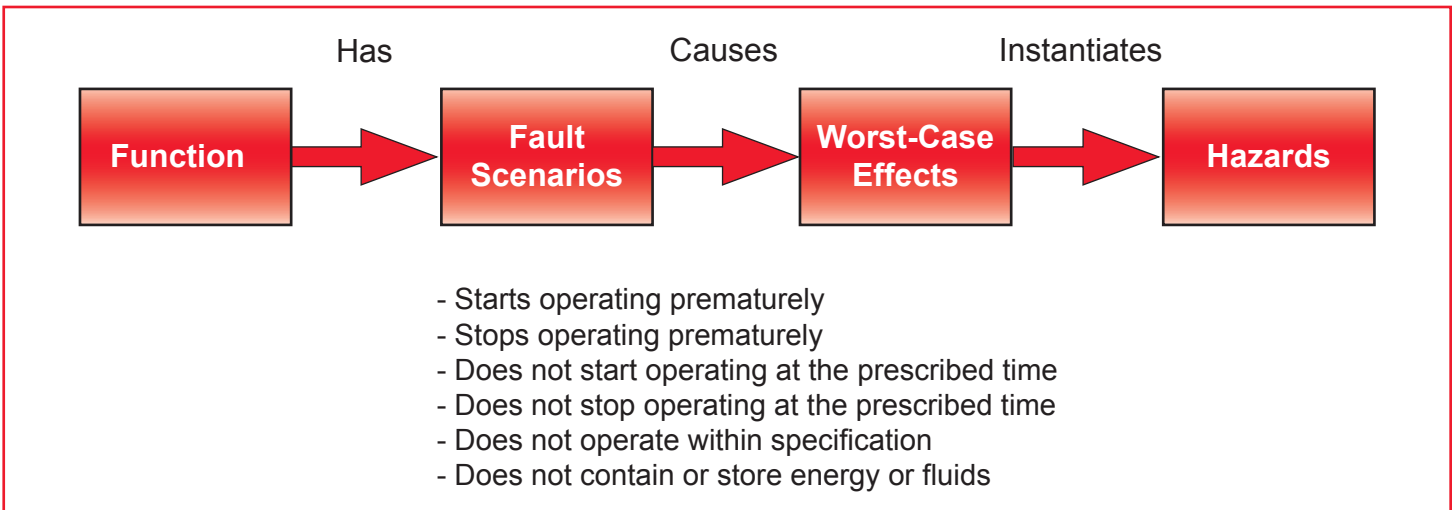 Has
Causes
Instantiates
Function
Fault
Scenarios
Worst-Case
Effects
Hazards
- Starts operating prematurely
- Stops operating prematurely
- Does not start operating at the prescribed time
- Does not stop operating at the prescribed time
- Does not operate within specification
- Does not contain or store energy or fluids